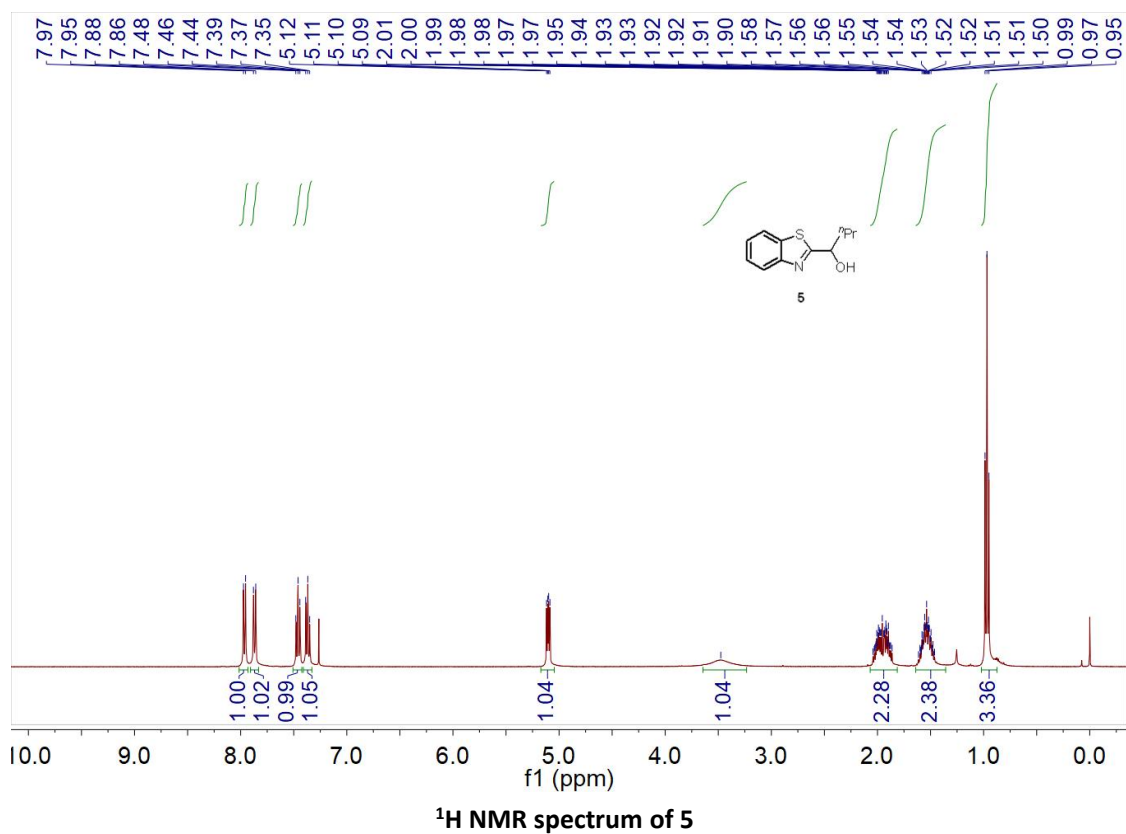 7.97 7.95 7.88 7.86 7.48 7.46 7.44 7.39 7.37 7.35 5.12 5.11 5.10 5.09 2.01 2.00 1.99 1.98 1.98 1.97 1.97 1.95 1.94 1.93 1.93 1.92 1.92 1.91 1.90 1.58 1.57 1.56 1.56 1.55 1.54 1.54 1.53 1.52 1.52 1.51 1.51 1.50 0.99 0.97 0.95
S
nPr
N
OH
5
1.00 1.02 0.99 1.05 1.04 1.04 2.28 2.38 3.36
10.0 9.0 8.0 7.0 6.0 5.0 4.0 3.0 2.0 1.0 0.0
f1 (ppm)
1H NMR spectrum of 5